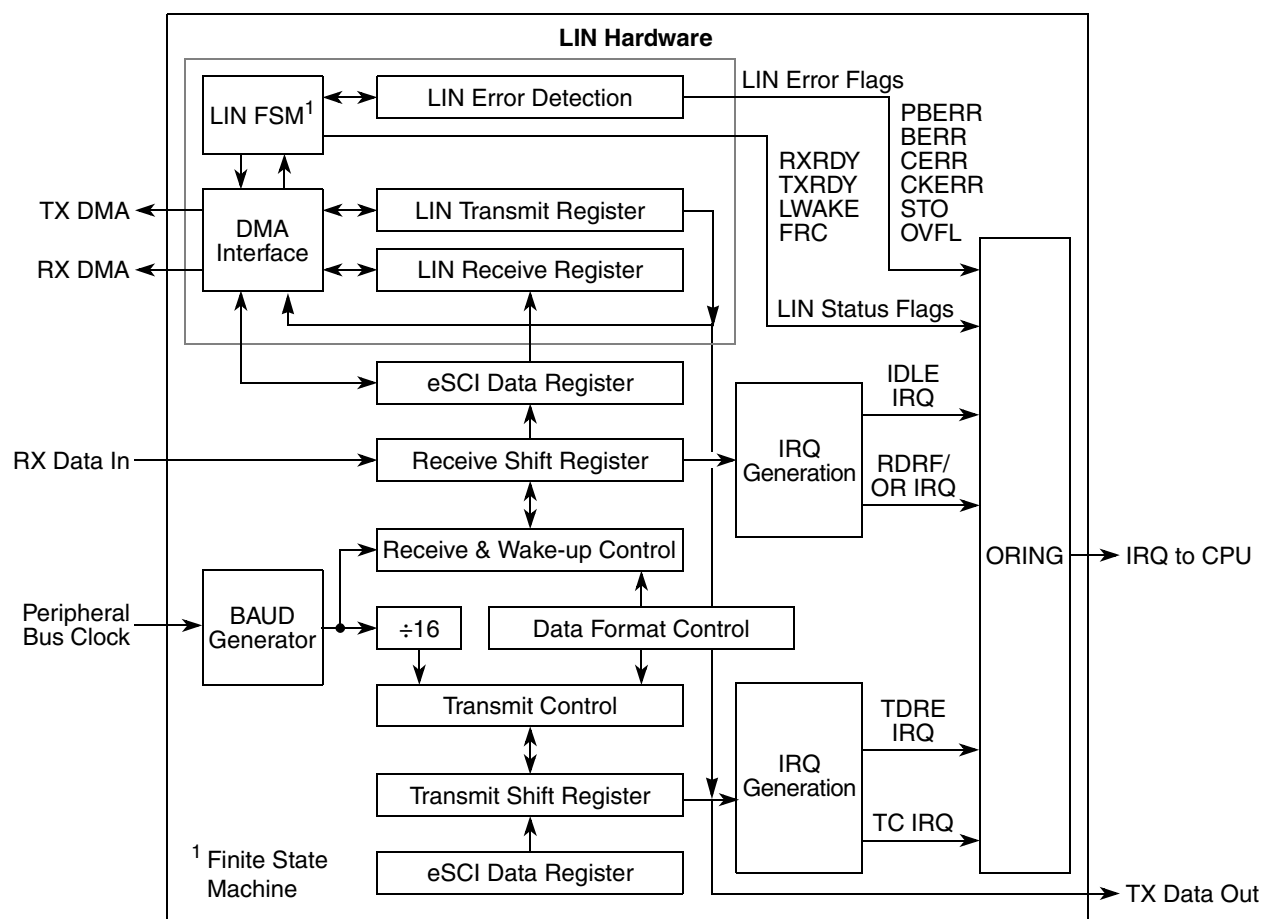 LIN Hardware
LIN FSM1
LIN Error Detection
LIN Error Flags
PBERR
BERR
CERR
CKERR
STO
OVFL
RXRDY
TXRDY
LWAKE
FRC
TX DMA
RX DMA
DMA
Interface
LIN Transmit Register
LIN Receive Register
LIN Status Flags
eSCI Data Register
IDLE
IRQ
RX Data In
Receive Shift Register
IRQ
Generation
RDRF/
OR IRQ
Receive & Wake-up Control
ORING
IRQ to CPU
Peripheral
Bus Clock
BAUD
Generator
÷16
Data Format Control
Transmit Control
TDRE
IRQ
IRQ
Generation
Transmit Shift Register
TC IRQ
eSCI Data Register
1 Finite State
Machine
TX Data Out